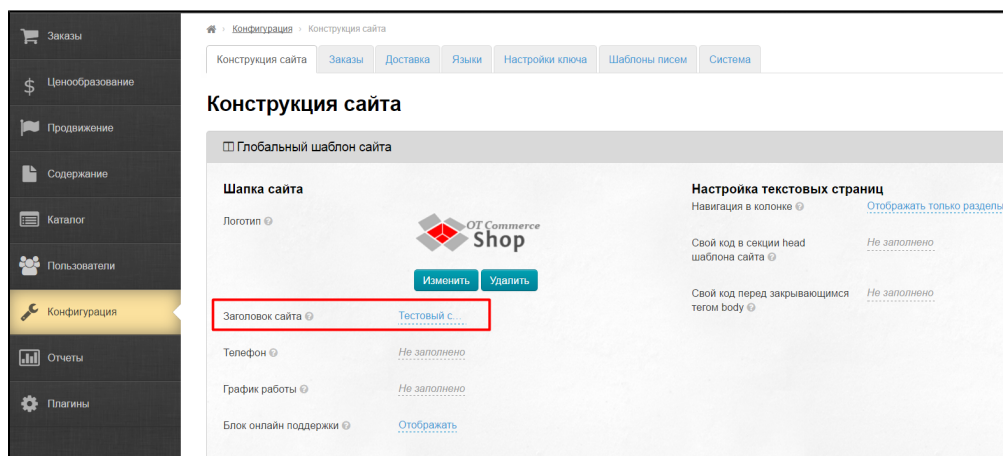 Заказы
Ценообразование
Продвижение
Содержание
Каталог
Пользователи
Конфигурация
Отчеты
Плагины
Конфигурация › Конструкция сайта
Конструкция сайта Заказы Доставка Языки Настройки ключа Шаблоны писем Система
Конструкция сайта
Глобальный шаблон сайта
Шапка сайта
Логотип
OT Commerce
Shop
Изменить Удалить
Заголовок сайта Тестовый с...
Телефон Не заполнено
График работы Не заполнено
Блок онлайн поддержки Отображать
Настройка текстовых страниц
Навигация в колонке Отображать только разделы
Свой код в секции head Не заполнено
шаблона сайта
Свой код перед закрывающимся Не заполнено
тегом body